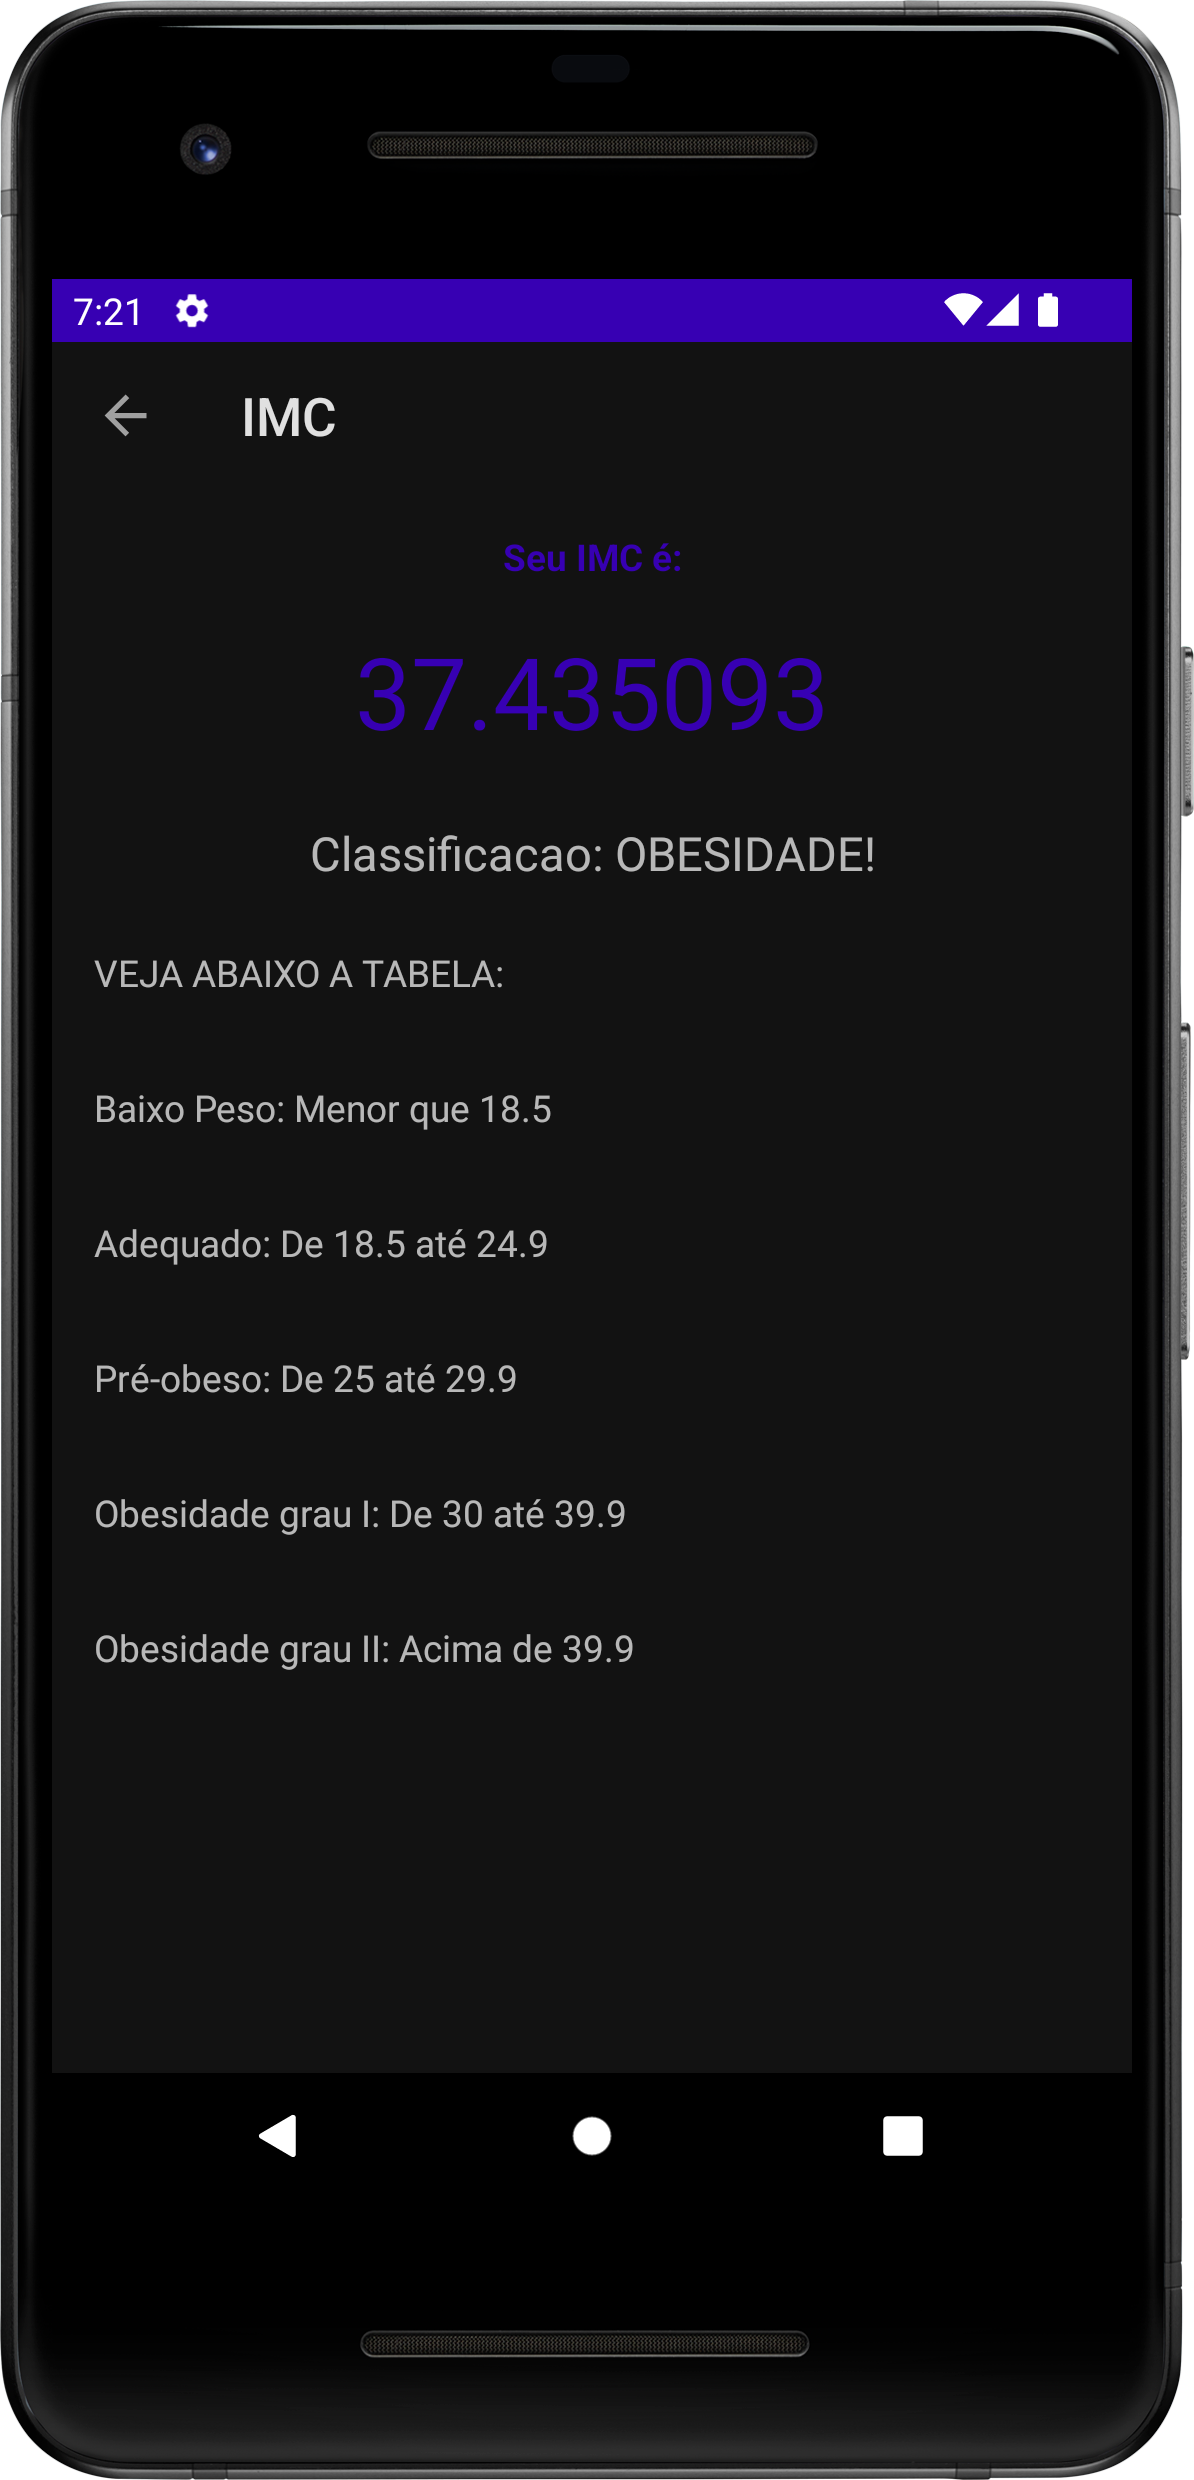 7:21
IMC
Seu IMC é:
37.435093
Classificacao: OBESIDADE!
VEJA ABAIXO A TABELA:
Baixo Peso: Menor que 18.5
Adequado: De 18.5 até 24.9
Pré-obeso: De 25 até 29.9
Obesidade grau I: De 30 até 39.9
Obesidade grau II: Acima de 39.9